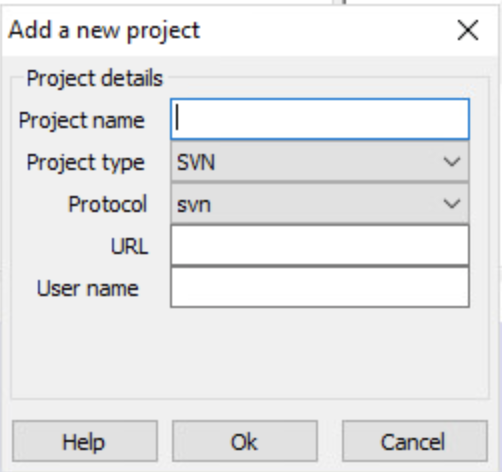 Add a new project
Project details
Project name
Project type SVN
Protocol svn
URL
User name
Help Ok Cancel